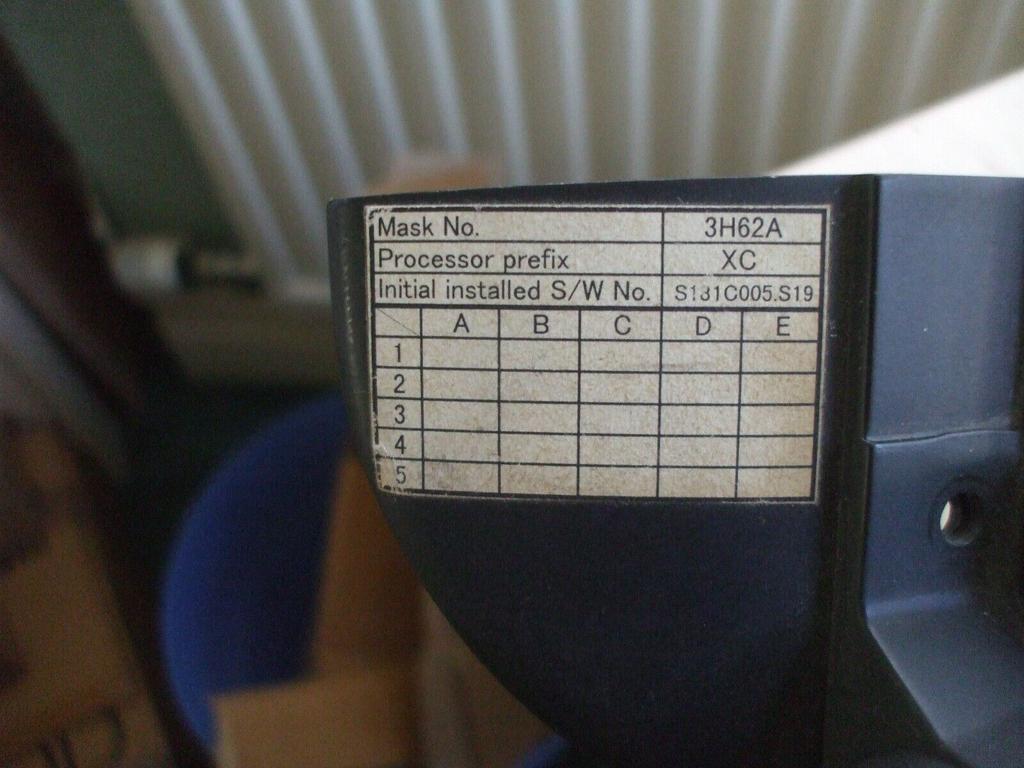 Mask No. 3H62A
Processor prefix XC
Initial installed S/W No. S181C005.S19
A B C D E
1
2
3
4
5